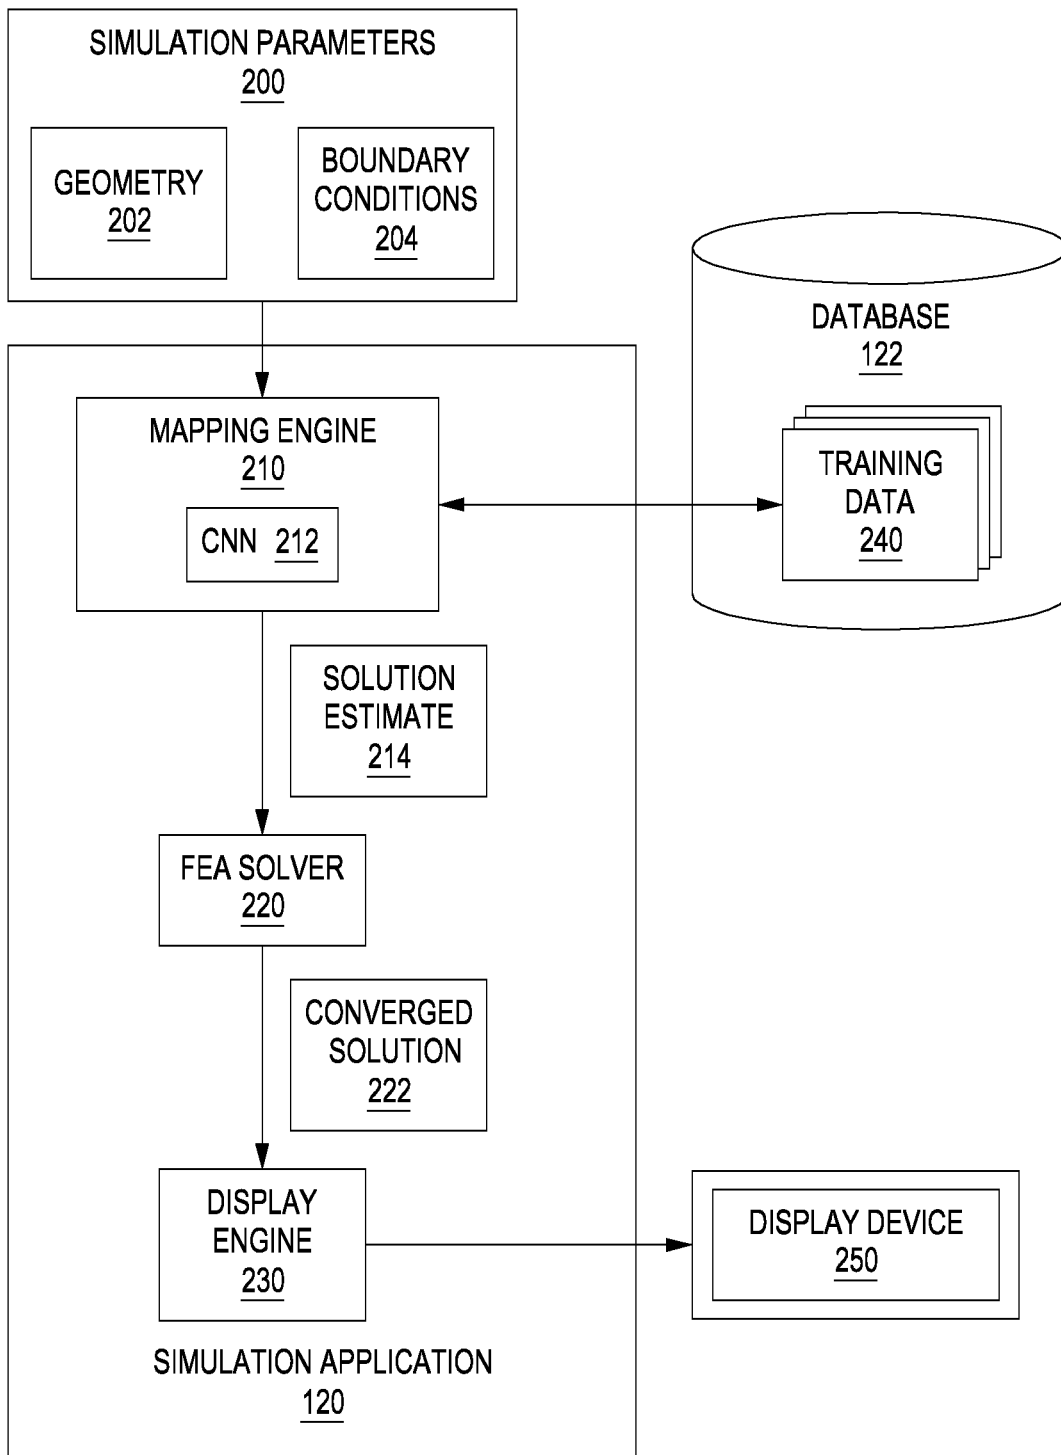 SIMULATION PARAMETERS
200
GEOMETRY
202
BOUNDARY
CONDITIONS
204
DATABASE
122
MAPPING ENGINE
210
CNN 212
TRAINING
DATA
240
SOLUTION
ESTIMATE
214
FEA SOLVER
220
CONVERGED
SOLUTION
222
DISPLAY
ENGINE
230
DISPLAY DEVICE
250
SIMULATION APPLICATION
120